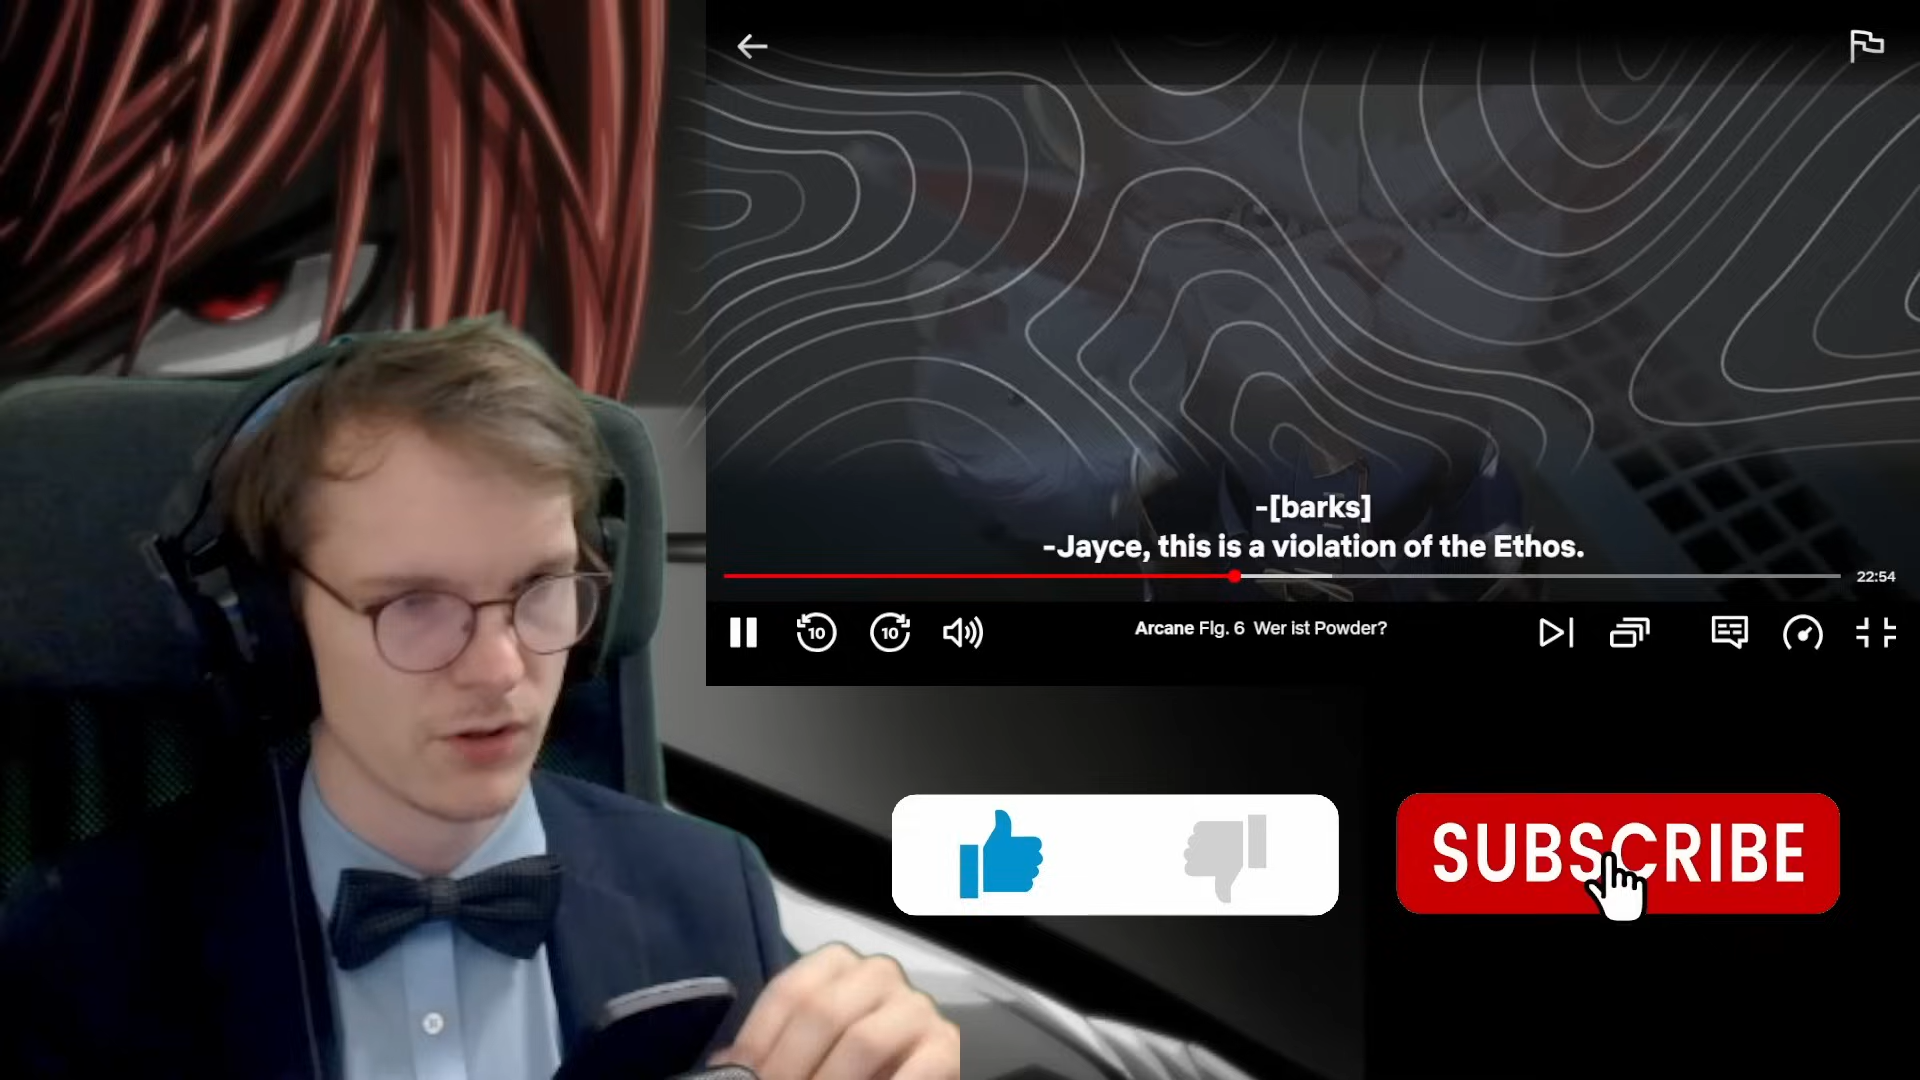 -[barks]
-Jayce, this is a violation of the Ethos.
22:54
10
10
Arcane Flg. 6 Wer ist Powder?
SUBSCRIBE